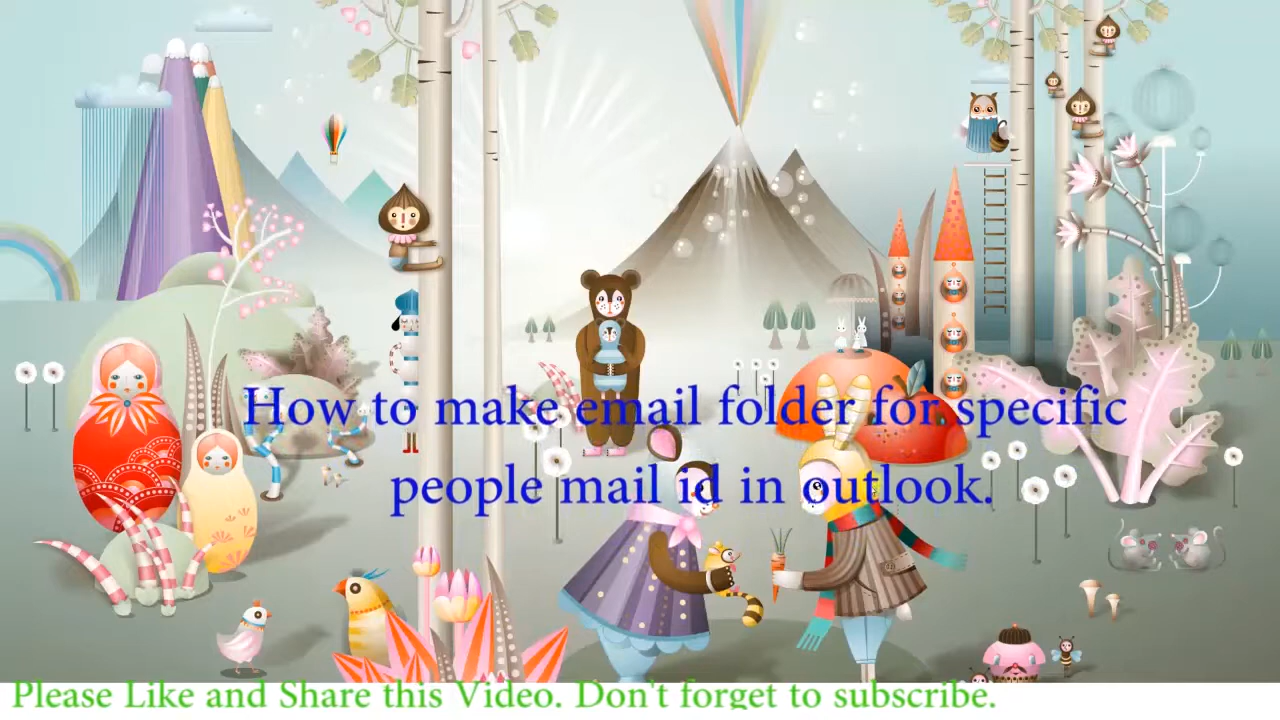 How to make email folder for specific
people mail id in outlook.
Please Like and Share this Video. Don't forget to subscribe.